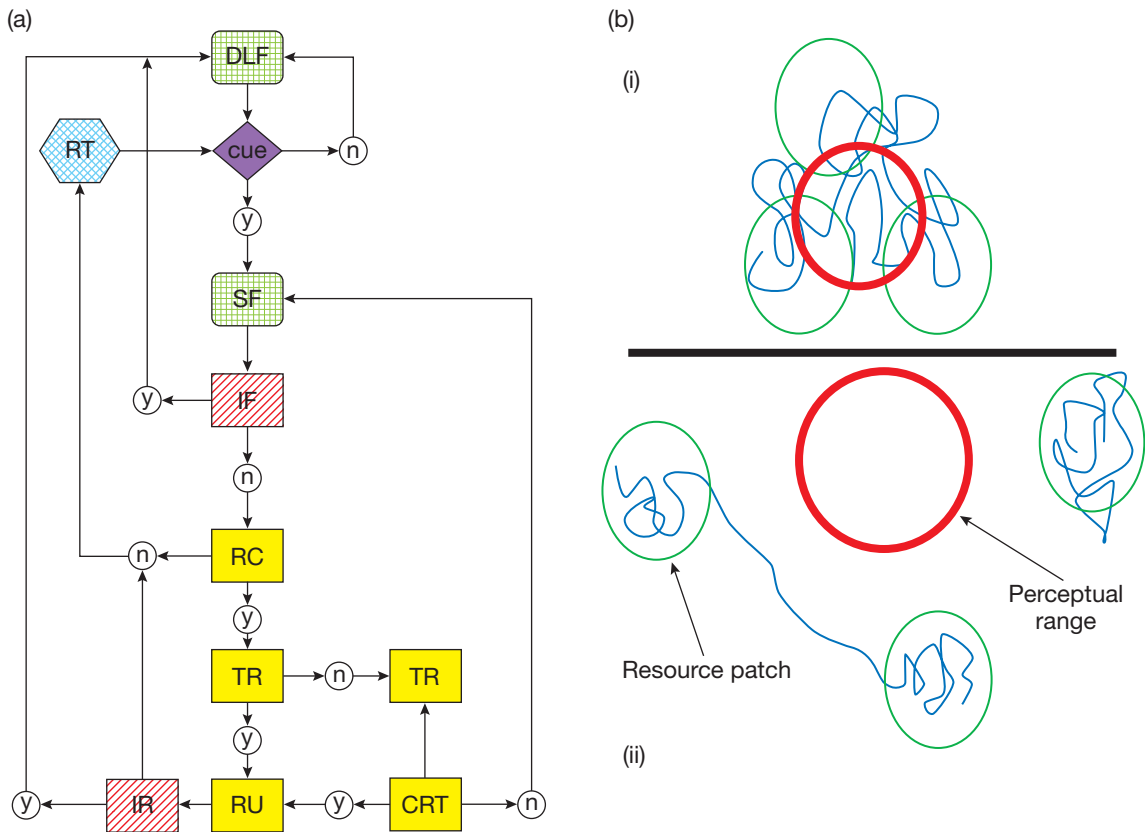 (a)
DLF
RT
cue
n
y
SF
y
IF
n
n
RC
y
TR
n
TR
y
y
IR
RU
y
CRT
n
(b)
(i)
Resource patch
Perceptual
range
(ii)